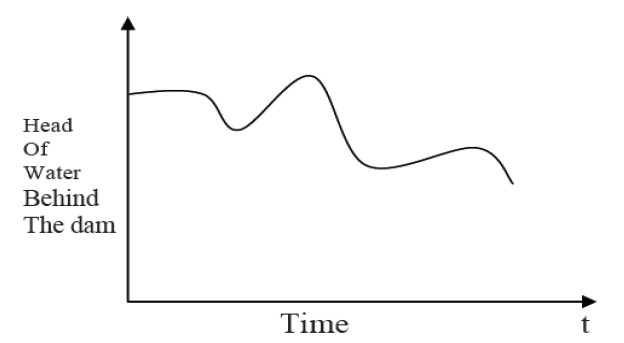 Head
Of
Water
Behind
The dam
Time
t